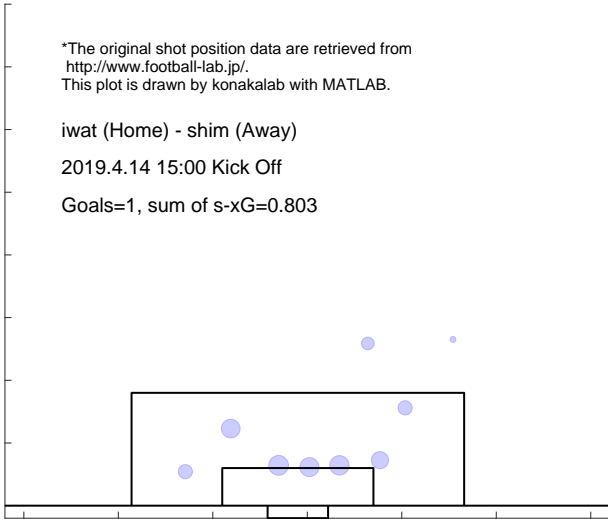 *The original shot position data are retrieved from
http://www.football-lab.jp/.
This plot is drawn by konakalab with MATLAB.
iwat (Home) - shim (Away)
2019.4.14 15:00 Kick Off
Goals=1, sum of s-xG=0.803